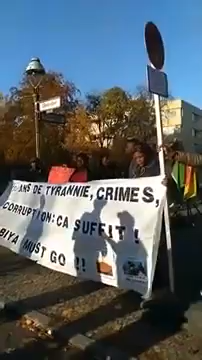 ANS DE TYRANNIE, CRIMES,
CORRUPTION: CA SUFFIT !
BIYA MUST GO !!